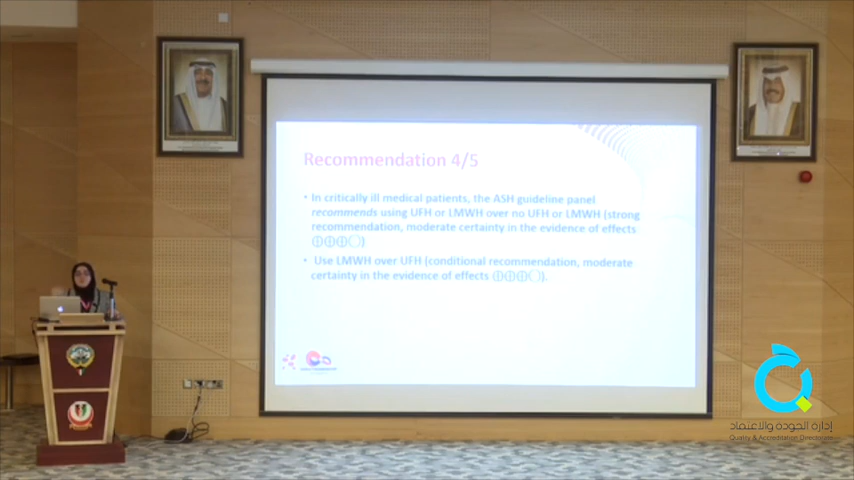 Recommendation 4/5
• In critically ill medical patients, the ASH guideline panel
recommends using UFH or LMWH over no UFH or LMWH (strong
recommendation, moderate certainty in the evidence of effects
⨁⨁⨁◯)
• Use LMWH over UFH (conditional recommendation, moderate
certainty in the evidence of effects ⨁⨁⨁◯).
إدارة الجودة والاعتماد
Quality & Accreditation Directorate